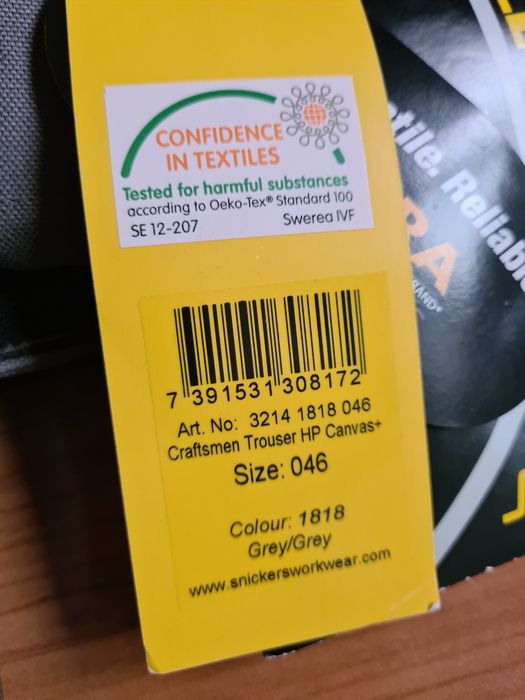 CONFIDENCE
IN TEXTILES
Tested for harmful substances
according to Oeko-Tex® Standard 100
SE 12-207 Swerea IVF
7 391531 308172
Art. No: 3214 1818 046
Craftsmen Trouser HP Canvas+
Size: 046
Colour: 1818
Grey/Grey
www.snickersworkwear.com
Reliable
RA